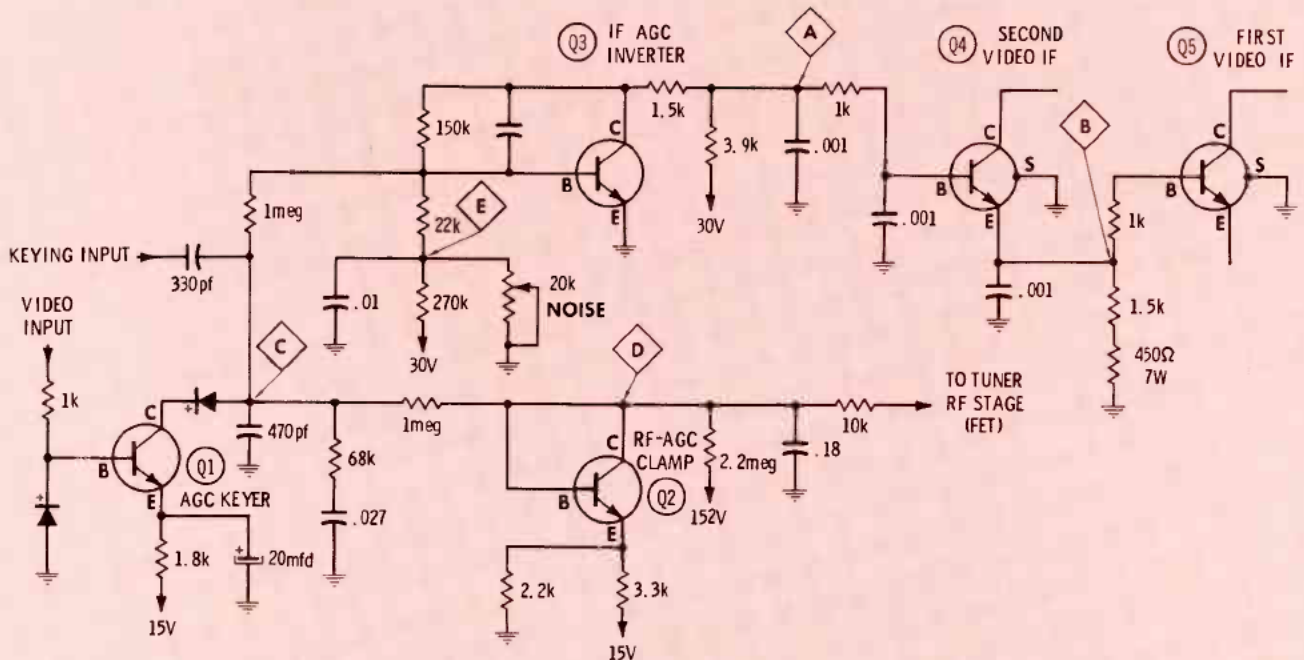 Q3
IF AGC
INVERTER
A
Q4
SECOND
VIDEO IF
Q5
FIRST
VIDEO IF
150k
C
B
E
1.5k
3.9k
30V
.001
1k
.001
C
B
E
S
B
.001
1k
1.5k
450Ω
7W
C
B
E
S
1meg
22k
E
KEYING INPUT
330pf
.01
270k
30V
20k
NOISE
VIDEO
INPUT
1k
C
B
E
Q1
AGC KEYER
1.8k
15V
+
20mfd
+
+
C
470pf
68k
.027
1meg
D
RF-AGC
CLAMP
Q2
C
B
E
2.2k
3.3k
15V
2.2meg
152V
.18
10k
TO TUNER
RF STAGE
(FET)